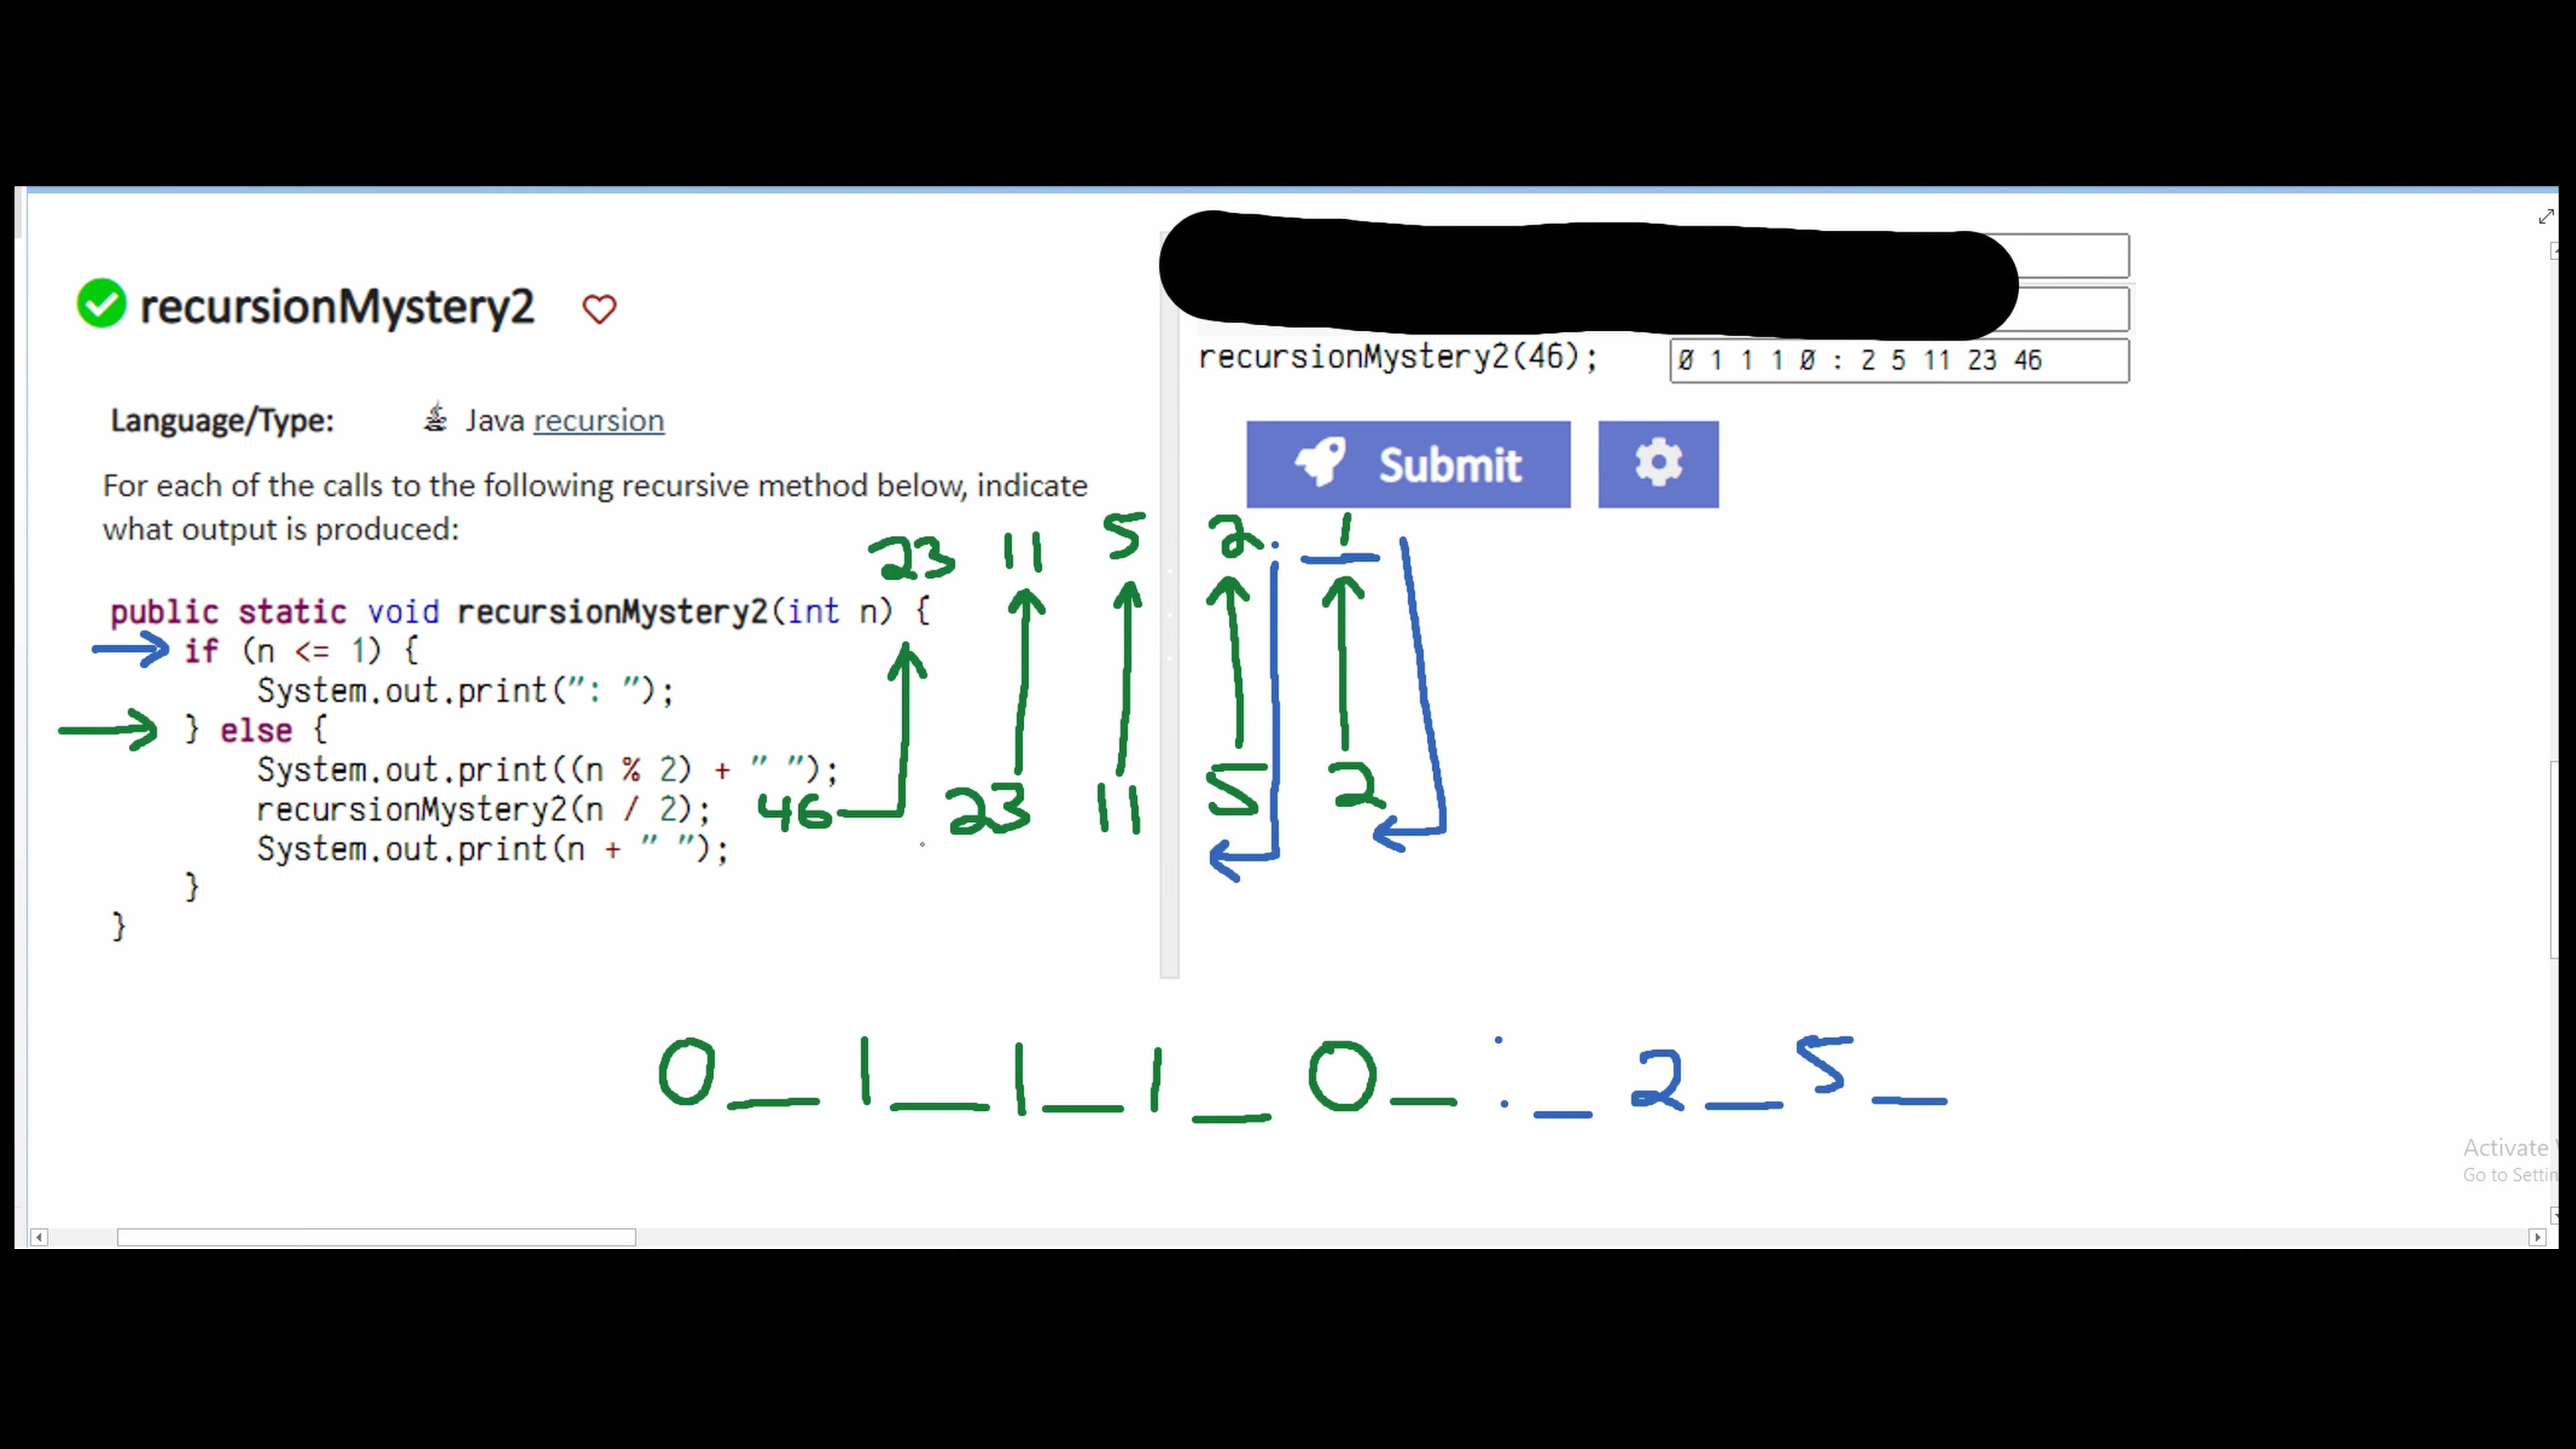 recursionMystery2
Language/Type: Java recursion
For each of the calls to the following recursive method below, indicate
what output is produced:
public static void recursionMystery2(int n) {
if (n <= 1) {
System.out.print(": ");
} else {
System.out.print((n % 2) + " ");
recursionMystery2(n / 2);
System.out.print(n + " ");
}
}
recursionMystery2(46); 0 1 1 1 0 : 2 5 11 23 46
Submit
23 11 5 2 : 1
46 23 11 5 2
0 _ 1 _ 1 _ 1 _ 0 _ : _ 2 _ 5 _
Activate
Go to Settin